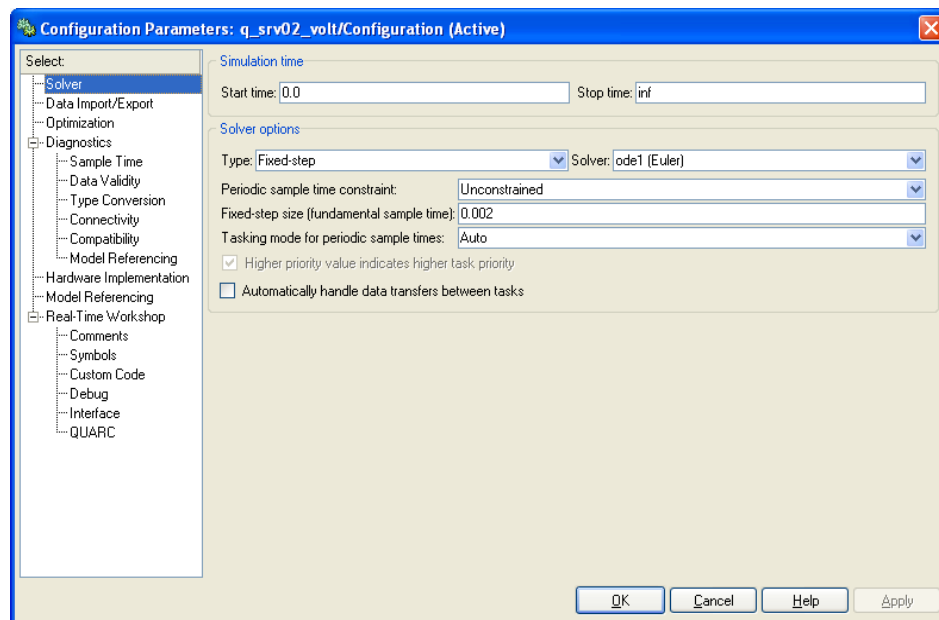 Configuration Parameters: q_srv02_volt/Configuration (Active)
Select:
Solver
Data Import/Export
Optimization
Diagnostics
Sample Time
Data Validity
Type Conversion
Connectivity
Compatibility
Model Referencing
Hardware Implementation
Model Referencing
Real-Time Workshop
Comments
Symbols
Custom Code
Debug
Interface
QUARC
Simulation time
Start time: 0.0 Stop time: inf
Solver options
Type: Fixed-step Solver: ode1 (Euler)
Periodic sample time constraint: Unconstrained
Fixed-step size (fundamental sample time): 0.002
Tasking mode for periodic sample times: Auto
Higher priority value indicates higher task priority
Automatically handle data transfers between tasks
OK Cancel Help Apply